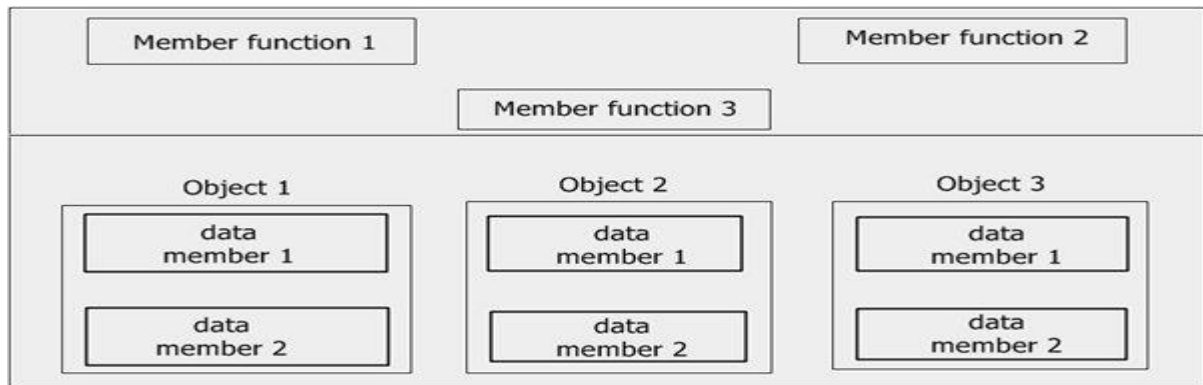 Member function 1
Member function 2
Member function 3
Object 1
Object 2
Object 3
data
member 1
data
member 1
data
member 1
data
member 2
data
member 2
data
member 2